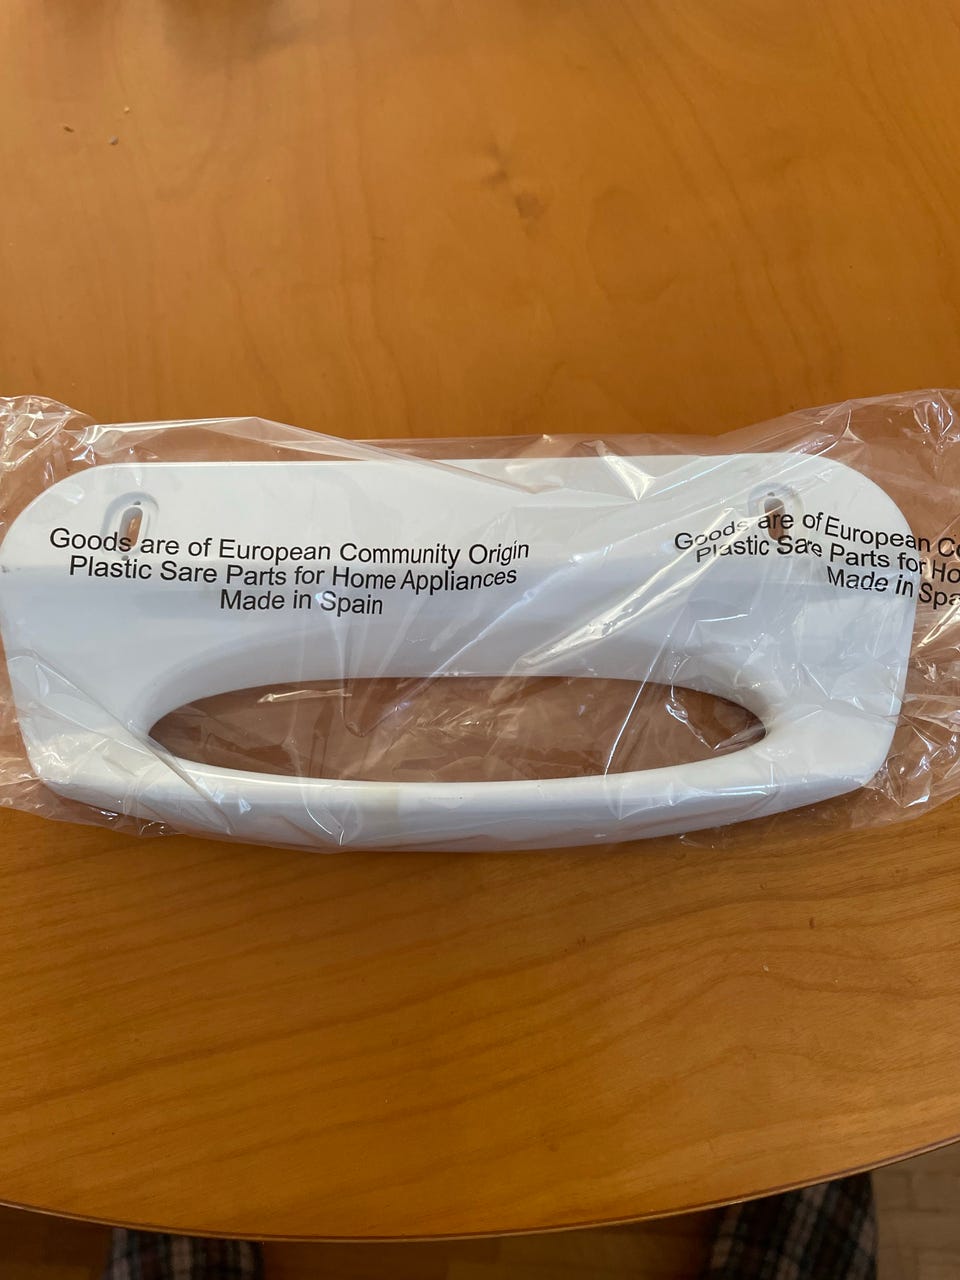 Goods are of European Community Origin
Plastic Sare Parts for Home Appliances
Made in Spain
Goods are of European
Plastic Sare Parts for
Made in